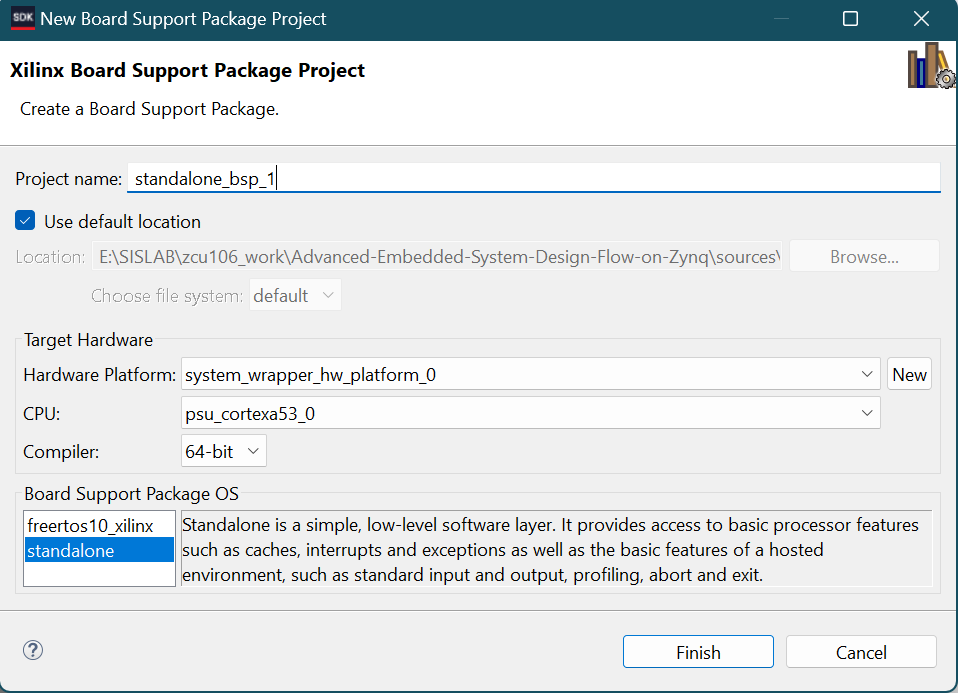 SDK New Board Support Package Project
Xilinx Board Support Package Project
Create a Board Support Package.
Project name: standalone_bsp_1
Use default location
Location: E:\SISLAB\zcu106_work\Advanced-Embedded-System-Design-Flow-on-Zynq\sources\ Browse...
Choose file system: default
Target Hardware
Hardware Platform: system_wrapper_hw_platform_0 New
CPU: psu_cortexa53_0
Compiler: 64-bit
Board Support Package OS
freertos10_xilinx
standalone
Standalone is a simple, low-level software layer. It provides access to basic processor features
such as caches, interrupts and exceptions as well as the basic features of a hosted
environment, such as standard input and output, profiling, abort and exit.
? Finish Cancel